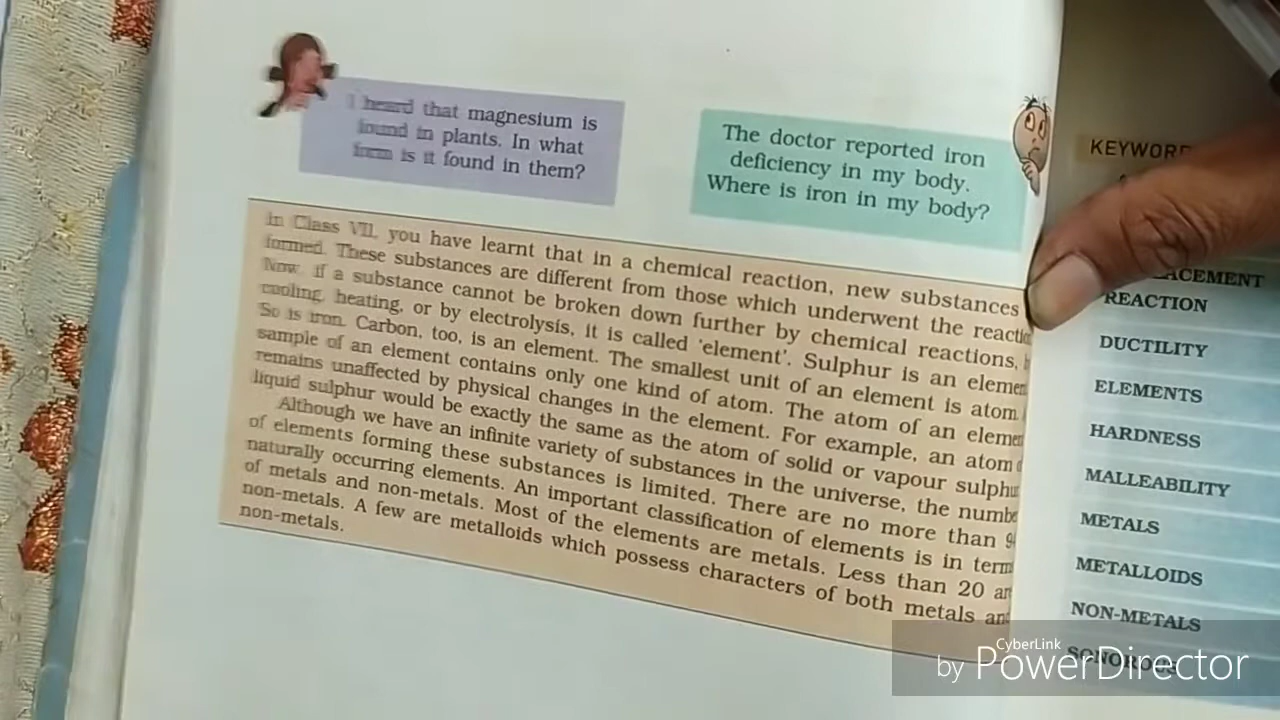 I heard that magnesium is
found in plants. In what
form is it found in them?
The doctor reported iron
deficiency in my body.
Where is iron in my body?
In Class VII, you have learnt that in a chemical reaction, new substances
formed. These substances are different from those which underwent the
Now, if a substance cannot be broken down further by chemical reactions,
cooling, heating, or by electrolysis, it is called 'element'. Sulphur is an
So is iron. Carbon, too, is an element. The smallest unit of an element is atom.
sample of an element contains only one kind of atom. The atom of an
remains unaffected by physical changes in the element. For example, an atom
liquid sulphur would be exactly the same as the atom of solid or vapour
Although we have an infinite variety of substances in the universe, the
of elements forming these substances is limited. There are no more than
naturally occurring elements. An important classification of elements is in
of metals and non-metals. Most of the elements are metals. Less than 20
non-metals. A few are metalloids which possess characters of both metals
non-metals.
REACTION
DUCTILITY
ELEMENTS
HARDNESS
MALLEABILITY
METALS
METALLOIDS
NON-METALS
CyberLink
by PowerDirector